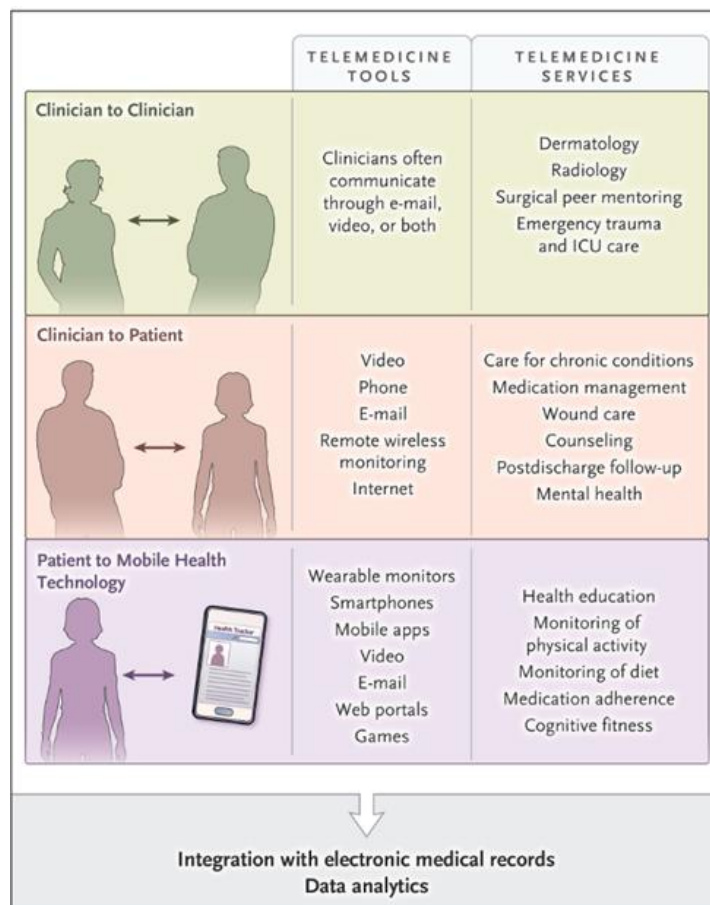 TELEMEDICINE
TOOLS
TELEMEDICINE
SERVICES
Clinician to Clinician
Clinicians often
communicate
through e-mail,
video, or both
Dermatology
Radiology
Surgical peer mentoring
Emergency trauma
and ICU care
Clinician to Patient
Video
Phone
E-mail
Remote wireless
monitoring
Internet
Care for chronic conditions
Medication management
Wound care
Counseling
Postdischarge follow-up
Mental health
Patient to Mobile Health
Technology
Health Tracker
Wearable monitors
Smartphones
Mobile apps
Video
E-mail
Web portals
Games
Health education
Monitoring of
physical activity
Monitoring of diet
Medication adherence
Cognitive fitness
Integration with electronic medical records
Data analytics